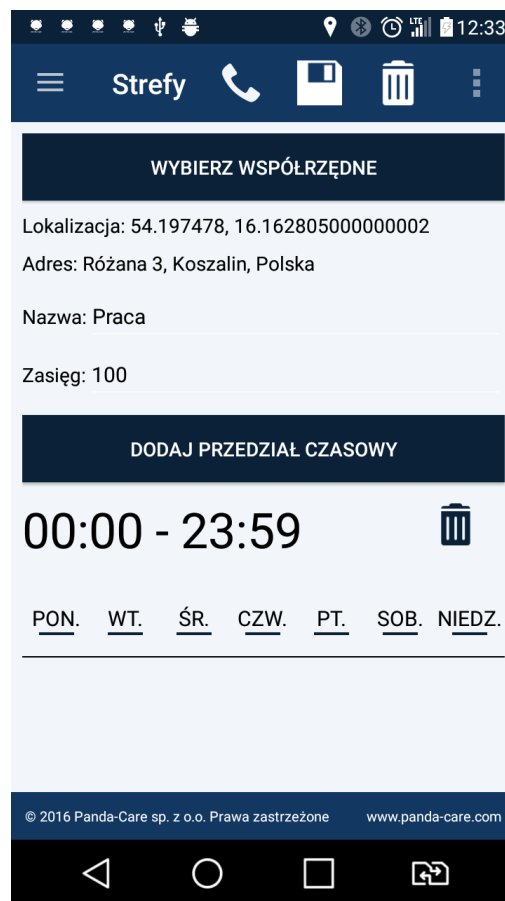 LTE 12:33
Strefy
WYBIERZ WSPÓŁRZĘDNE
Lokalizacja: 54.197478, 16.162805000000002
Adres: Różana 3, Koszalin, Polska
Nazwa: Praca
Zasięg: 100
DODAJ PRZEDZIAŁ CZASOWY
00:00 - 23:59
PON. WT. ŚR. CZW. PT. SOB. NIEDZ.
© 2016 Panda-Care sp. z o.o. Prawa zastrzeżone www.panda-care.com